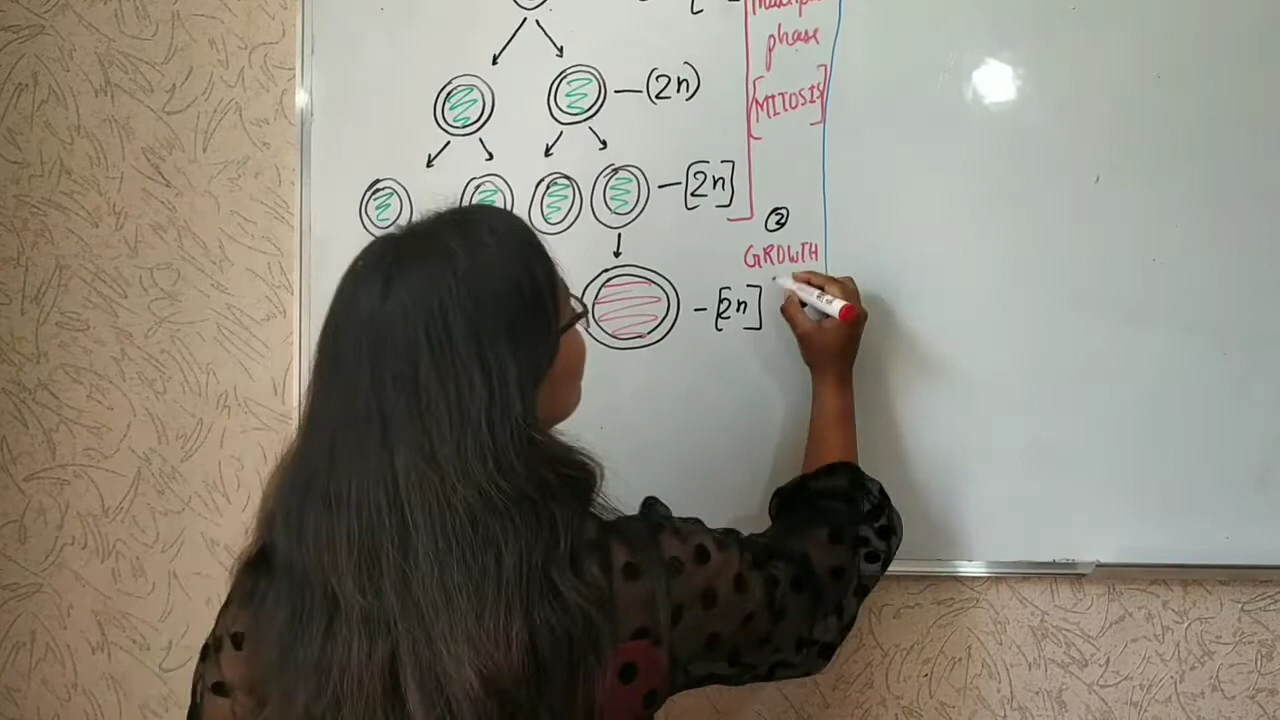 phase
–(2n)
[MITOSIS]
–[2n]
②
GROWTH
–[2n]